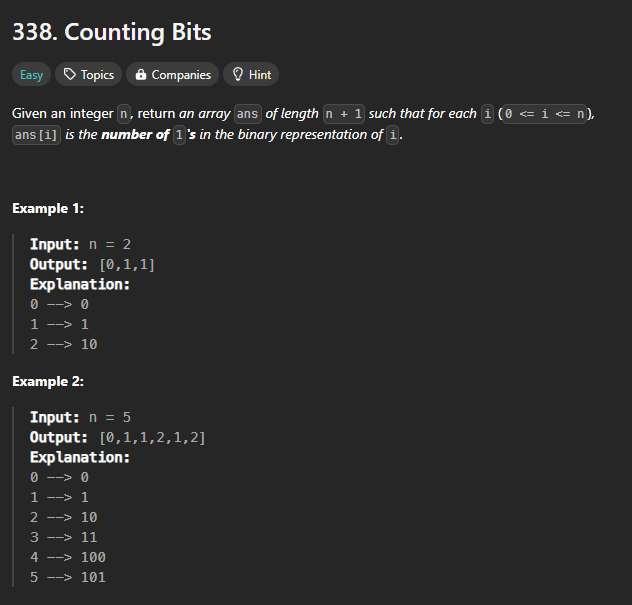 338. Counting Bits
Easy Topics Companies Hint
Given an integer n, return an array ans of length n + 1 such that for each i (0 <= i <= n),
ans[i] is the number of 1's in the binary representation of i.
Example 1:
Input: n = 2
Output: [0,1,1]
Explanation:
0 --> 0
1 --> 1
2 --> 10
Example 2:
Input: n = 5
Output: [0,1,1,2,1,2]
Explanation:
0 --> 0
1 --> 1
2 --> 10
3 --> 11
4 --> 100
5 --> 101